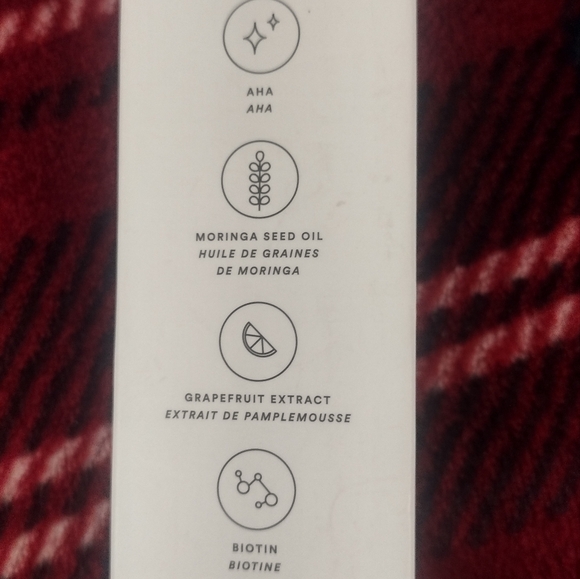 AHA
AHA
MORINGA SEED OIL
HUILE DE GRAINES
DE MORINGA
GRAPEFRUIT EXTRACT
EXTRAIT DE PAMPLEMOUSSE
BIOTIN
BIOTINE